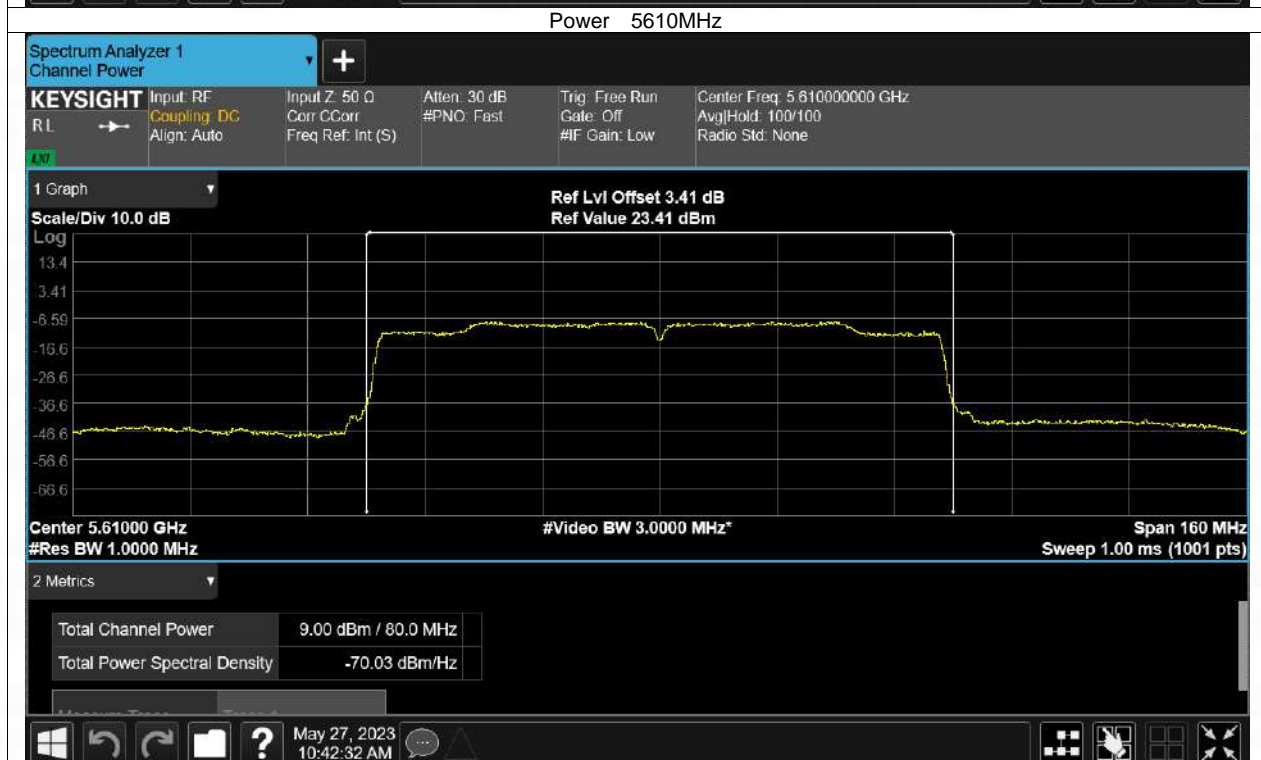 Power 5610MHz
Spectrum Analyzer 1
Channel Power
+
KEYSIGHT
RL
LXI
Input: RF
Coupling: DC
Align: Auto
Input Z: 50 Ω
Corr CCorr
Freq Ref: Int (S)
Atten: 30 dB
#PNO: Fast
Trig: Free Run
Gate: Off
#IF Gain: Low
Center Freq: 5.610000000 GHz
Avg|Hold: 100/100
Radio Std: None
1 Graph
Ref Lvl Offset 3.41 dB
Scale/Div 10.0 dB
Ref Value 23.41 dBm
Log
13.4
3.41
-6.59
-16.6
-26.6
-36.6
-46.6
-56.6
-66.6
Center 5.61000 GHz
#Video BW 3.0000 MHz*
Span 160 MHz
#Res BW 1.0000 MHz
Sweep 1.00 ms (1001 pts)
2 Metrics
Total Channel Power 9.00 dBm / 80.0 MHz
Total Power Spectral Density -70.03 dBm/Hz
?
May 27, 2023
10:42:32 AM